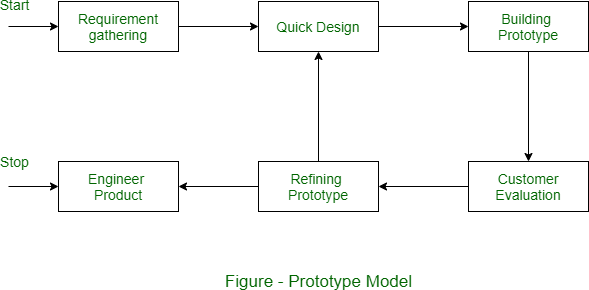 Start
Requirement
gathering
Quick Design
Building
Prototype
Stop
Engineer
Product
Refining
Prototype
Customer
Evaluation
Figure - Prototype Model